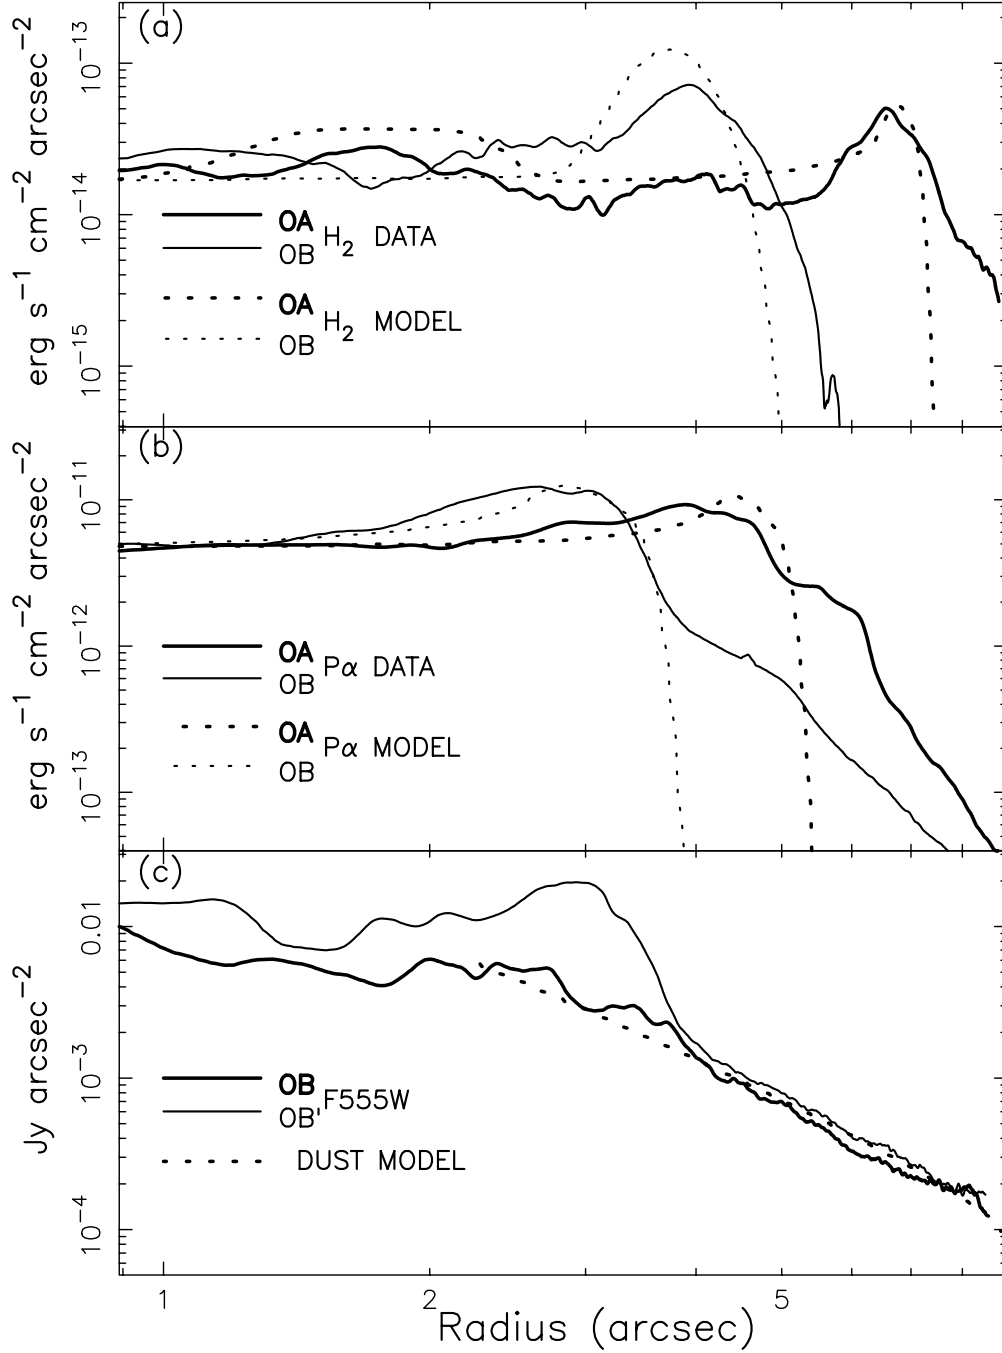 (a)
erg s⁻¹ cm⁻² arcsec⁻²
10⁻¹³
10⁻¹⁴
10⁻¹⁵
OA
OB
H₂ DATA
OA
OB
H₂ MODEL
(b)
erg s⁻¹ cm⁻² arcsec⁻²
10⁻¹¹
10⁻¹²
10⁻¹³
OA
OB
Pα DATA
OA
OB
Pα MODEL
(c)
Jy arcsec⁻²
0.01
10⁻³
10⁻⁴
OB
OB'
F555W
DUST MODEL
1 2 5
Radius (arcsec)